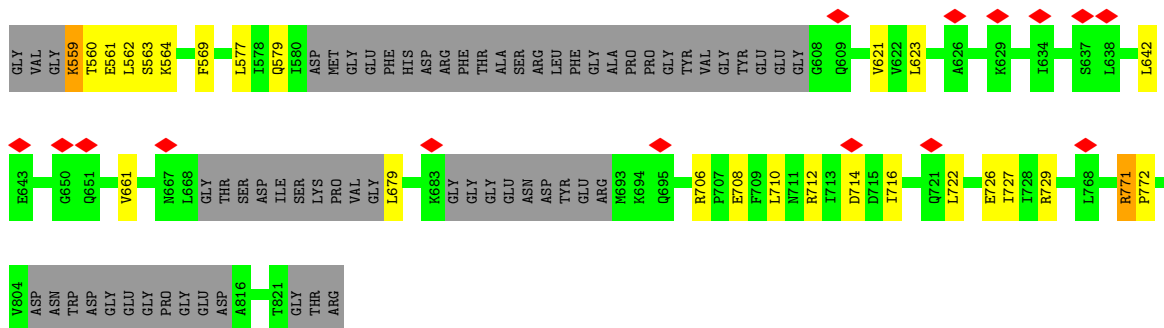 GLY VAL GLY K559 T560 E561 L562 S563 K564 F569 L577 I578 Q579 I580 ASP MET GLY GLU PHE HIS ASP ARG PHE THR ALA SER ARG LEU PHE GLY ALA PRO PRO GLY TYR VAL GLY TYR GLU GLU GLY G608 Q609 V621 V622 L623 A626 K629 I634 S637 L638 L642
E643 G650 Q651 V661 N667 L668 GLY THR SER ASP ILE SER LYS PRO VAL GLY L679 K683 GLY GLY GLY GLU ASN ASP TYR GLU ARG M693 K694 Q695 R706 P707 E708 F709 L710 N711 R712 I713 D714 D715 I716 Q721 L722 E726 I727 I728 R729 L768 R771 P772
V804 ASP ASN TRP ASP GLY GLU GLY PRO GLY GLU ASP A816 T821 GLY THR ARG